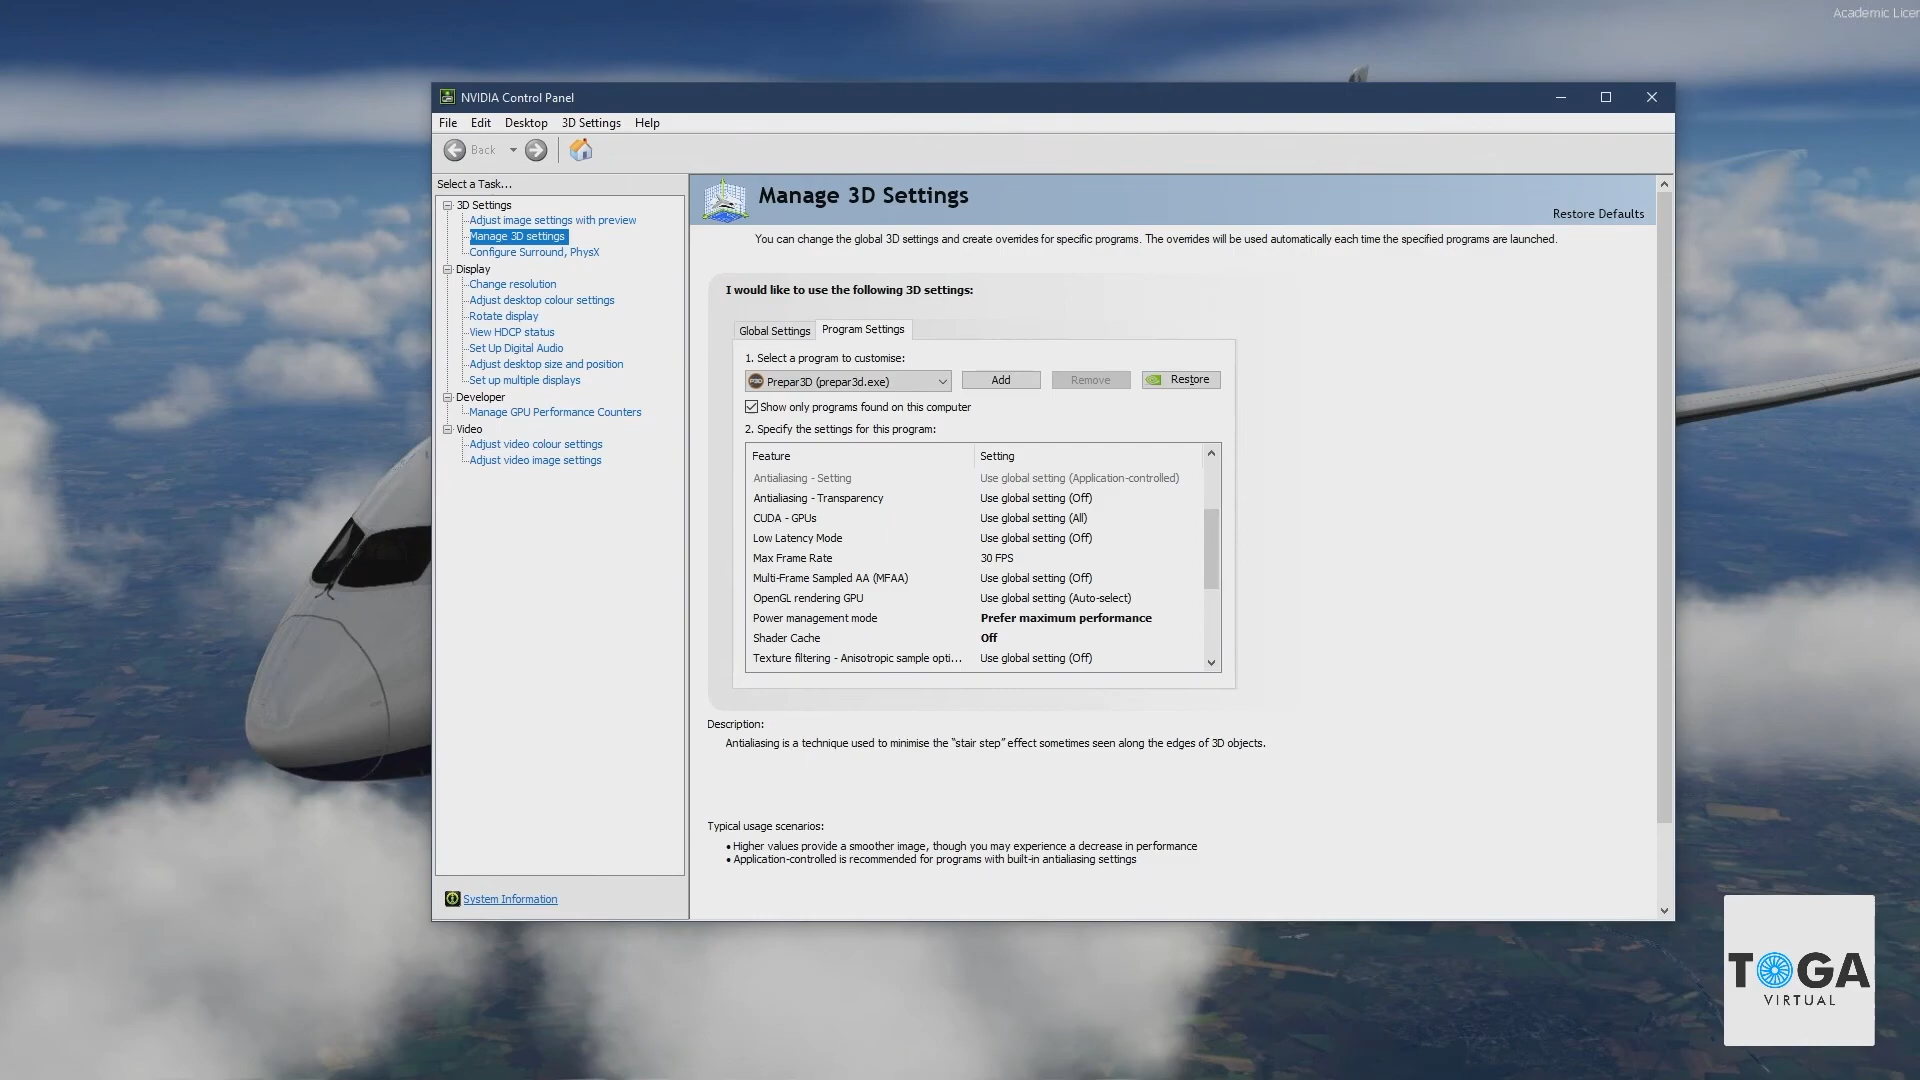 Academic Licen
NVIDIA Control Panel
File Edit Desktop 3D Settings Help
Back
Select a Task...
3D Settings
Adjust image settings with preview
Manage 3D settings
Configure Surround, PhysX
Display
Change resolution
Adjust desktop colour settings
Rotate display
View HDCP status
Set Up Digital Audio
Adjust desktop size and position
Set up multiple displays
Developer
Manage GPU Performance Counters
Video
Adjust video colour settings
Adjust video image settings
System Information
Manage 3D Settings
Restore Defaults
You can change the global 3D settings and create overrides for specific programs. The overrides will be used automatically each time the specified programs are launched.
I would like to use the following 3D settings:
Global Settings Program Settings
1. Select a program to customise:
P3D Prepar3D (prepar3d.exe) Add Remove Restore
Show only programs found on this computer
2. Specify the settings for this program:
Feature Setting
Antialiasing - Setting Use global setting (Application-controlled)
Antialiasing - Transparency Use global setting (Off)
CUDA - GPUs Use global setting (All)
Low Latency Mode Use global setting (Off)
Max Frame Rate 30 FPS
Multi-Frame Sampled AA (MFAA) Use global setting (Off)
OpenGL rendering GPU Use global setting (Auto-select)
Power management mode Prefer maximum performance
Shader Cache Off
Texture filtering - Anisotropic sample opti... Use global setting (Off)
Description:
Antialiasing is a technique used to minimise the "stair step" effect sometimes seen along the edges of 3D objects.
Typical usage scenarios:
• Higher values provide a smoother image, though you may experience a decrease in performance
• Application-controlled is recommended for programs with built-in antialiasing settings
TOGA
VIRTUAL